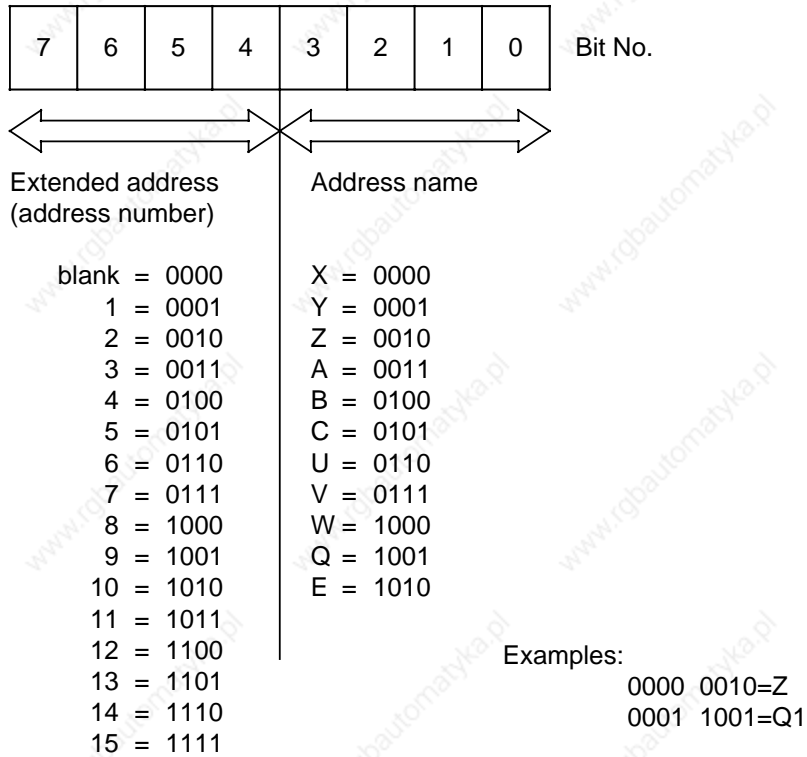 7 6 5 4 3 2 1 0 Bit No.
Extended address
(address number)
Address name
blank = 0000 X = 0000
1 = 0001 Y = 0001
2 = 0010 Z = 0010
3 = 0011 A = 0011
4 = 0100 B = 0100
5 = 0101 C = 0101
6 = 0110 U = 0110
7 = 0111 V = 0111
8 = 1000 W = 1000
9 = 1001 Q = 1001
10 = 1010 E = 1010
11 = 1011
12 = 1100
13 = 1101
14 = 1110
15 = 1111
Examples:
0000 0010=Z
0001 1001=Q1
www.rgbautomatyka.pl